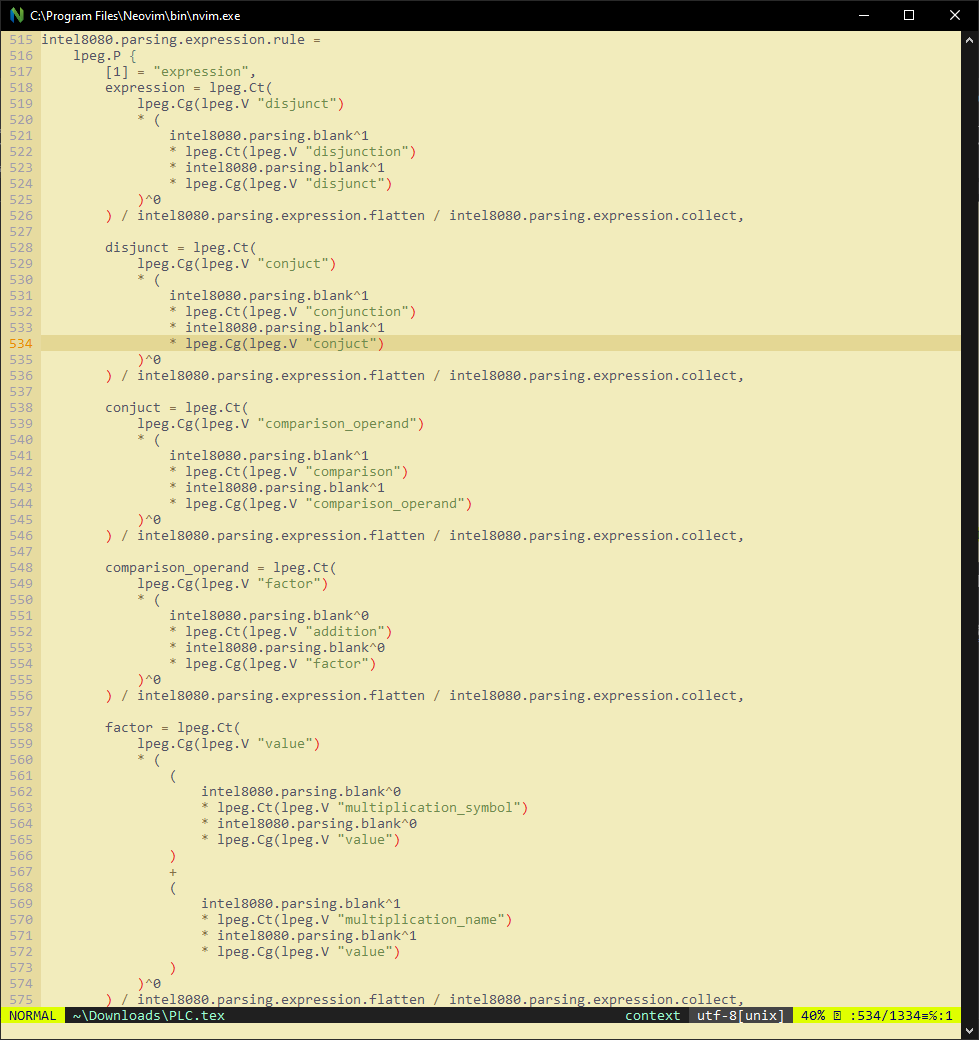 C:\Program Files\Neovim\bin\nvim.exe
515 intel8080.parsing.expression.rule =
516     lpeg.P {
517         [1] = "expression",
518         expression = lpeg.Ct(
519             lpeg.Cg(lpeg.V "disjunct")
520             * (
521                 intel8080.parsing.blank^1
522                 * lpeg.Ct(lpeg.V "disjunction")
523                 * intel8080.parsing.blank^1
524                 * lpeg.Cg(lpeg.V "disjunct")
525             )^0
526         ) / intel8080.parsing.expression.flatten / intel8080.parsing.expression.collect,
527
528         disjunct = lpeg.Ct(
529             lpeg.Cg(lpeg.V "conjuct")
530             * (
531                 intel8080.parsing.blank^1
532                 * lpeg.Ct(lpeg.V "conjunction")
533                 * intel8080.parsing.blank^1
534                 * lpeg.Cg(lpeg.V "conjuct")
535             )^0
536         ) / intel8080.parsing.expression.flatten / intel8080.parsing.expression.collect,
537
538         conjuct = lpeg.Ct(
539             lpeg.Cg(lpeg.V "comparison_operand")
540             * (
541                 intel8080.parsing.blank^1
542                 * lpeg.Ct(lpeg.V "comparison")
543                 * intel8080.parsing.blank^1
544                 * lpeg.Cg(lpeg.V "comparison_operand")
545             )^0
546         ) / intel8080.parsing.expression.flatten / intel8080.parsing.expression.collect,
547
548         comparison_operand = lpeg.Ct(
549             lpeg.Cg(lpeg.V "factor")
550             * (
551                 intel8080.parsing.blank^0
552                 * lpeg.Ct(lpeg.V "addition")
553                 * intel8080.parsing.blank^0
554                 * lpeg.Cg(lpeg.V "factor")
555             )^0
556         ) / intel8080.parsing.expression.flatten / intel8080.parsing.expression.collect,
557
558         factor = lpeg.Ct(
559             lpeg.Cg(lpeg.V "value")
560             * (
561                 (
562                     intel8080.parsing.blank^0
563                     * lpeg.Ct(lpeg.V "multiplication_symbol")
564                     * intel8080.parsing.blank^0
565                     * lpeg.Cg(lpeg.V "value")
566                 )
567                 +
568                 (
569                     intel8080.parsing.blank^1
570                     * lpeg.Ct(lpeg.V "multiplication_name")
571                     * intel8080.parsing.blank^1
572                     * lpeg.Cg(lpeg.V "value")
573                 )
574             )^0
575         ) / intel8080.parsing.expression.flatten / intel8080.parsing.expression.collect,
NORMAL ~\Downloads\PLC.tex context utf-8[unix] 40% :534/1334≡%:1